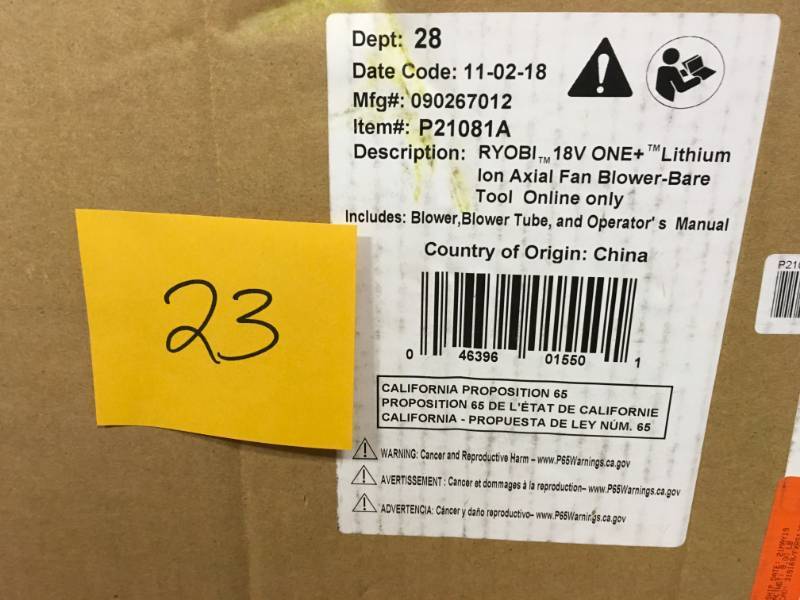 Dept: 28
Date Code: 11-02-18
Mfg#: 090267012
Item#: P21081A
Description: RYOBI™ 18V ONE+™ Lithium
Ion Axial Fan Blower-Bare
Tool Online only
Includes: Blower,Blower Tube, and Operator's Manual
Country of Origin: China
0 46396 01550 1
CALIFORNIA PROPOSITION 65
PROPOSITION 65 DE L'ÉTAT DE CALIFORNIE
CALIFORNIA - PROPUESTA DE LEY NÚM. 65
WARNING: Cancer and Reproductive Harm – www.P65Warnings.ca.gov
AVERTISSEMENT : Cancer et dommages à la reproduction– www.P65Warnings.ca.gov
ADVERTENCIA: Cáncer y daño reproductivo– www.P65Warnings.ca.gov
23